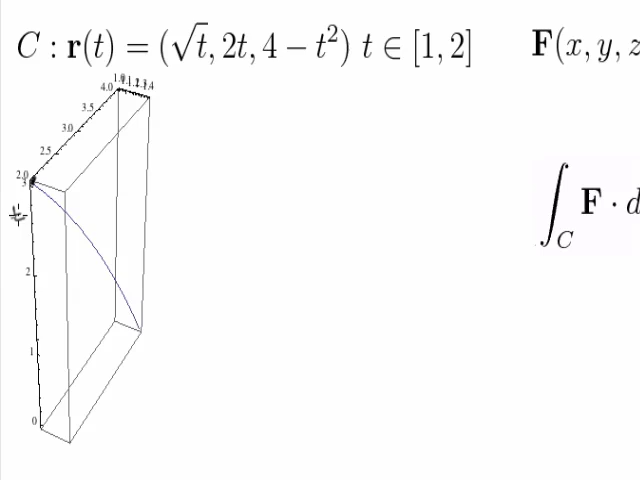 C : r(t) = (√t, 2t, 4 − t²) t ∈ [1, 2]
F(x, y, z
∫_C F · d
4.0
3.5
3.0
2.5
2.0
2
1
0